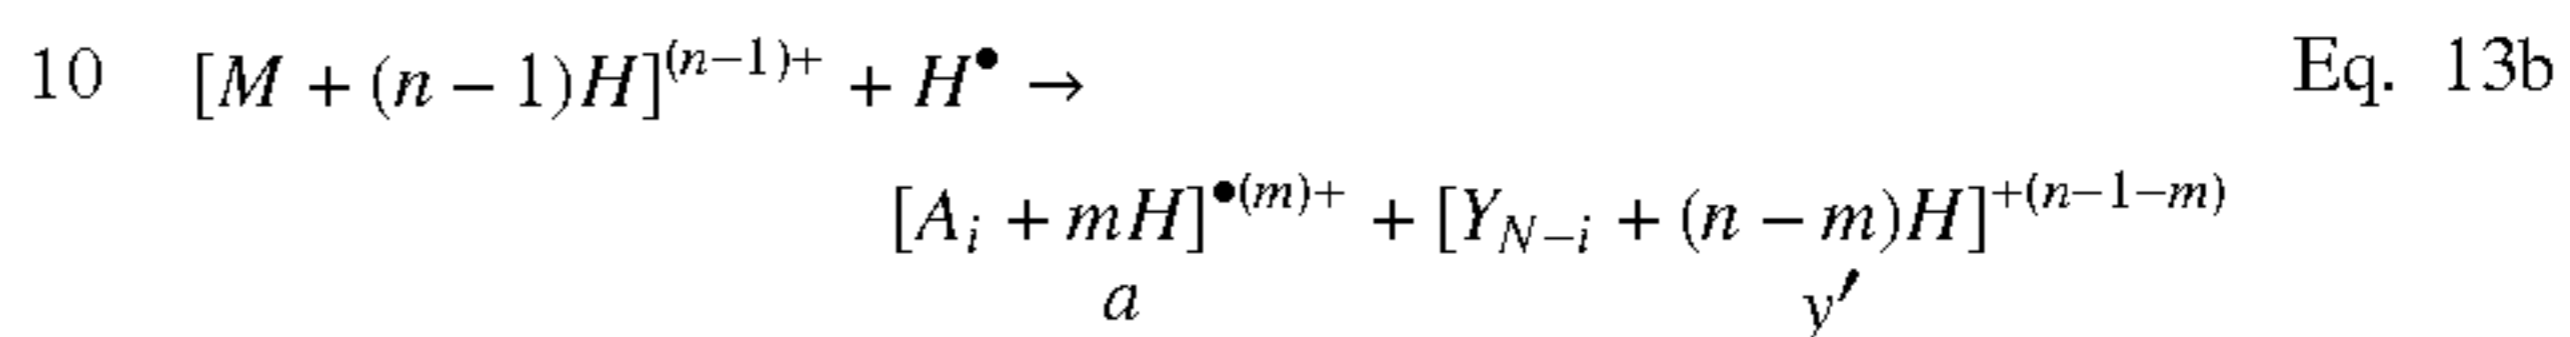 10 [M + (n − 1)H]^(n−1)+ + H^● → Eq. 13b
[A_i + mH]^●(m)+ + [Y_N−i + (n − m)H]^+(n−1−m)
a y′